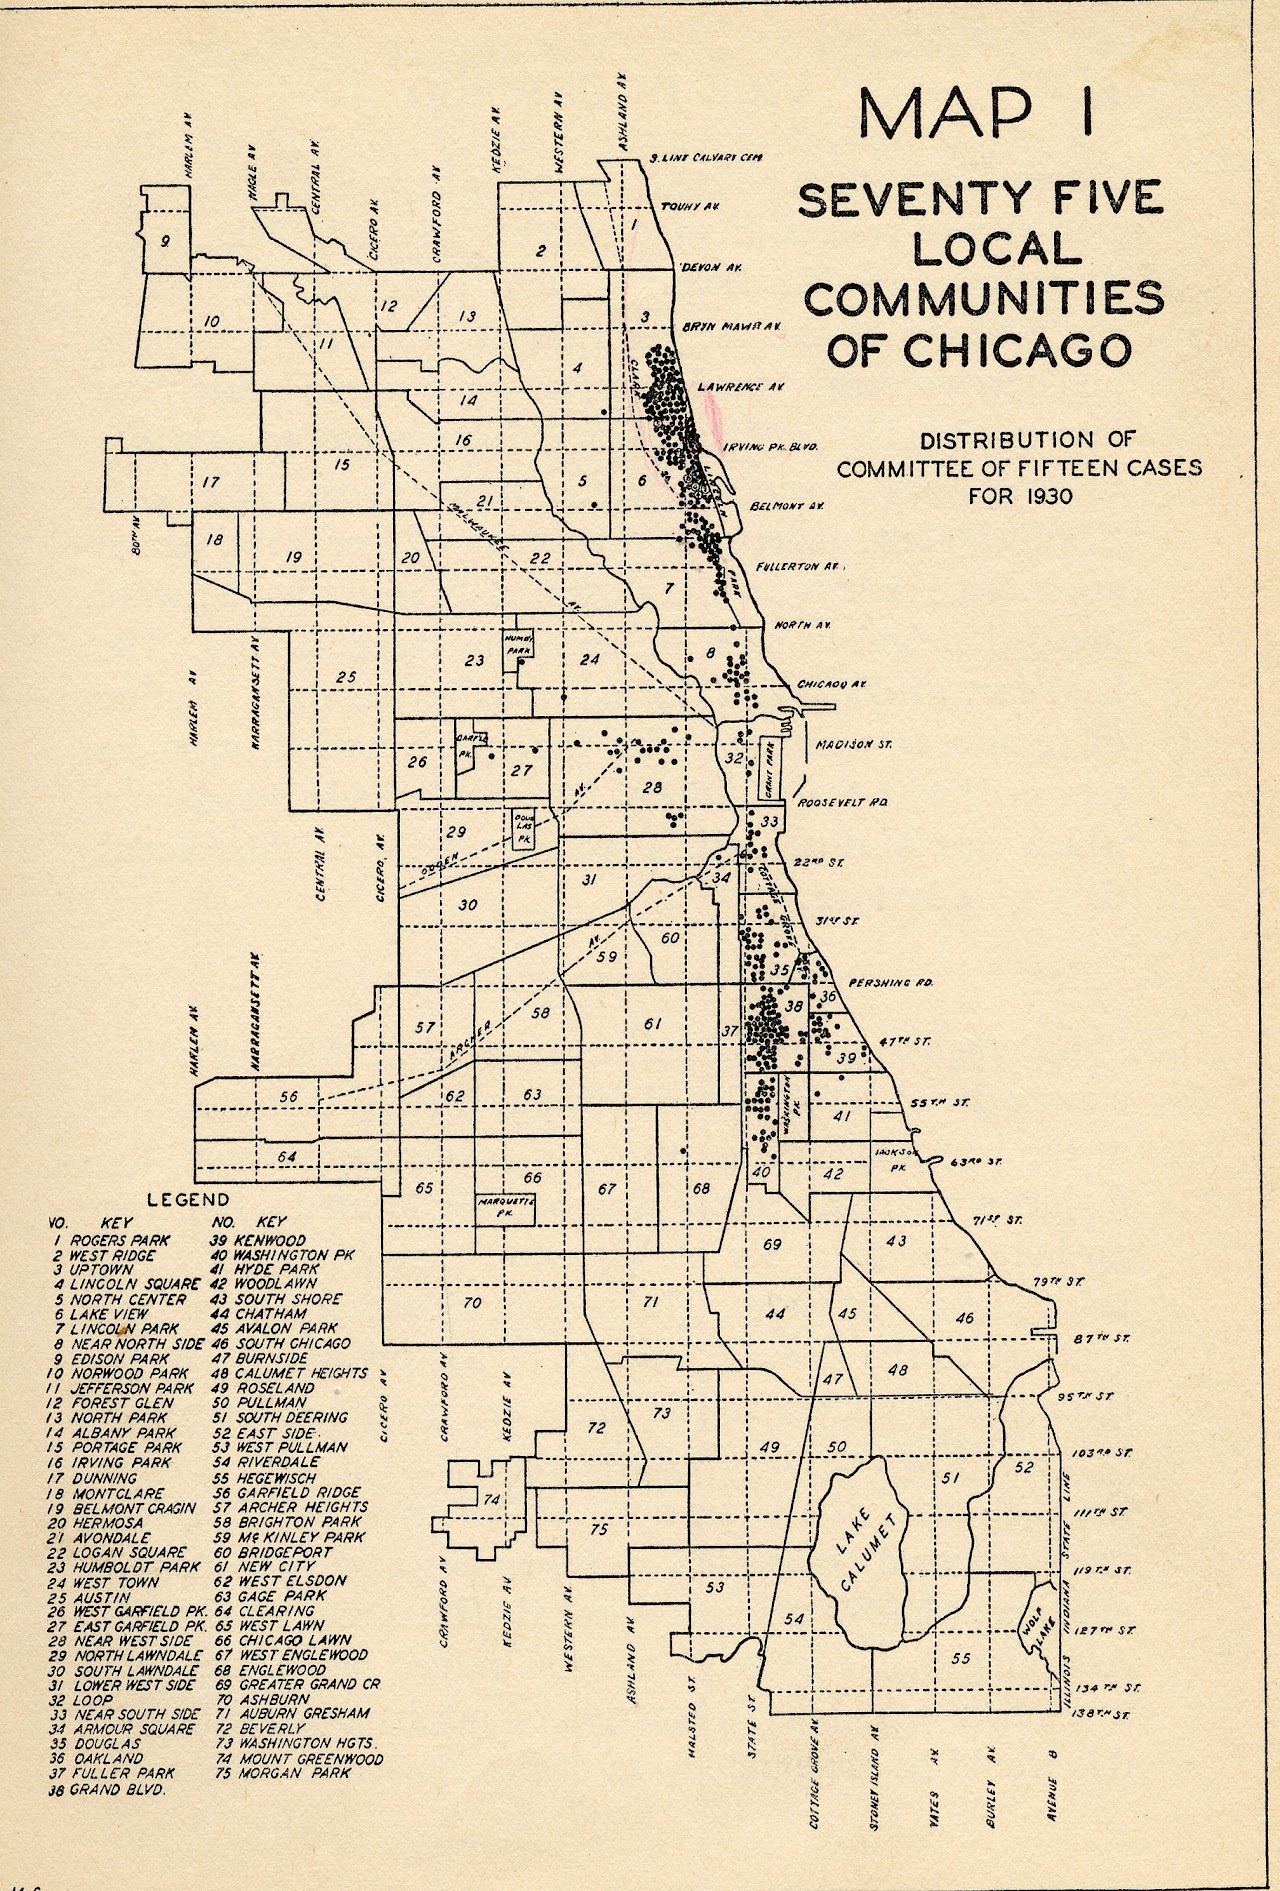 MAP I
SEVENTY FIVE
LOCAL
COMMUNITIES
OF CHICAGO
DISTRIBUTION OF
COMMITTEE OF FIFTEEN CASES
FOR 1930
HARLEM AV.
NAGLE AV
CENTRAL AV.
CICERO AV.
CRAWFORD AV
KEDZIE AV.
WESTERN AV
ASHLAND AV.
S. LINE CALVARY CEM
TOUHY AV.
DEVON AV.
BRYN MAWR AV.
LAWRENCE AV
IRVING PK. BLVD.
BELMONT AV.
FULLERTON AV.
NORTH AV.
CHICAGO AV.
MADISON ST.
ROOSEVELT RD.
22RD ST.
31ST ST.
PERSHING RD.
47TH ST.
55TH ST.
63RD ST.
71ST ST.
79TH ST.
87TH ST.
95TH ST.
103RD ST.
111TH ST.
119TH ST.
127TH ST.
134TH ST.
138TH ST.
1
2
3
4
5
6
7
8
9
10
11
12
13
14
15
16
17
18
19
20
21
22
23
24
25
26
27
28
29
30
31
32
33
34
35
36
37
38
39
40
41
42
43
44
45
46
47
48
49
50
51
52
53
54
55
56
57
58
59
60
61
62
63
64
65
66
67
68
69
70
71
72
73
74
75
CLARK
LINCOLN
PARK
MILWAUKEE
AV.
HUMB.
PARK
GARF'LD
PK.
GRANT PARK
DOUG
LAS
PK.
OGDEN
AV.
COTTAGE
GROVE
ARCHER
AV.
WASHINGTON
PK.
JACKSON
PK.
MARQUETTE
PK.
LAKE
CALUMET
WOLF
LAKE
80TH AV
HARLEM AV
NARRAGANSETT AV
CENTRAL AV.
CICERO AV.
HARLEM AV
NARRAGANSETT AV.
CICERO AV
CRAWFORD AV
KEDZIE AV
CRAWFORD AV
KEDZIE AV
WESTERN AV.
ASHLAND AV
HALSTED ST.
STATE ST.
COTTAGE GROVE AV.
STONEY ISLAND AV.
YATES AV.
BURLEY AV.
AVENUE B
ILLINOIS INDIANA STATE LINE
LEGEND
NO. KEY NO. KEY
1 ROGERS PARK 39 KENWOOD
2 WEST RIDGE 40 WASHINGTON PK
3 UPTOWN 41 HYDE PARK
4 LINCOLN SQUARE 42 WOODLAWN
5 NORTH CENTER 43 SOUTH SHORE
6 LAKE VIEW 44 CHATHAM
7 LINCOLN PARK 45 AVALON PARK
8 NEAR NORTH SIDE 46 SOUTH CHICAGO
9 EDISON PARK 47 BURNSIDE
10 NORWOOD PARK 48 CALUMET HEIGHTS
11 JEFFERSON PARK 49 ROSELAND
12 FOREST GLEN 50 PULLMAN
13 NORTH PARK 51 SOUTH DEERING
14 ALBANY PARK 52 EAST SIDE.
15 PORTAGE PARK 53 WEST PULLMAN
16 IRVING PARK 54 RIVERDALE
17 DUNNING 55 HEGEWISCH
18 MONTCLARE 56 GARFIELD RIDGE
19 BELMONT CRAGIN 57 ARCHER HEIGHTS
20 HERMOSA 58 BRIGHTON PARK
21 AVONDALE 59 McKINLEY PARK
22 LOGAN SQUARE 60 BRIDGEPORT
23 HUMBOLDT PARK 61 NEW CITY
24 WEST TOWN 62 WEST ELSDON
25 AUSTIN 63 GAGE PARK
26 WEST GARFIELD PK. 64 CLEARING
27 EAST GARFIELD PK. 65 WEST LAWN
28 NEAR WEST SIDE 66 CHICAGO LAWN
29 NORTH LAWNDALE 67 WEST ENGLEWOOD
30 SOUTH LAWNDALE 68 ENGLEWOOD
31 LOWER WEST SIDE 69 GREATER GRAND CR
32 LOOP 70 ASHBURN
33 NEAR SOUTH SIDE 71 AUBURN GRESHAM
34 ARMOUR SQUARE 72 BEVERLY
35 DOUGLAS 73 WASHINGTON HGTS.
36 OAKLAND 74 MOUNT GREENWOOD
37 FULLER PARK 75 MORGAN PARK
38 GRAND BLVD.